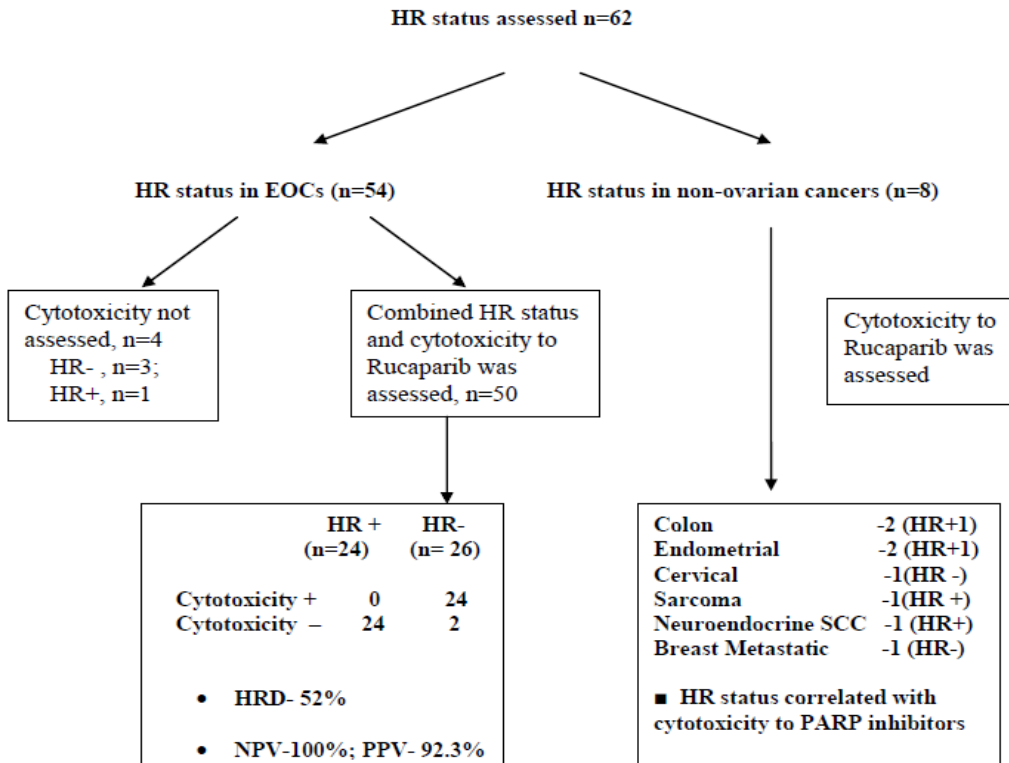 HR status assessed n=62
HR status in EOCs (n=54)
HR status in non-ovarian cancers (n=8)
Cytotoxicity not
assessed, n=4
HR- , n=3;
HR+, n=1
Combined HR status
and cytotoxicity to
Rucaparib was
assessed, n=50
Cytotoxicity to
Rucaparib was
assessed
HR + HR-
(n=24) (n= 26)
Cytotoxicity + 0 24
Cytotoxicity – 24 2
• HRD- 52%
• NPV-100%; PPV- 92.3%
Colon -2 (HR+1)
Endometrial -2 (HR+1)
Cervical -1(HR -)
Sarcoma -1(HR +)
Neuroendocrine SCC -1 (HR+)
Breast Metastatic -1 (HR-)
■ HR status correlated with
cytotoxicity to PARP inhibitors